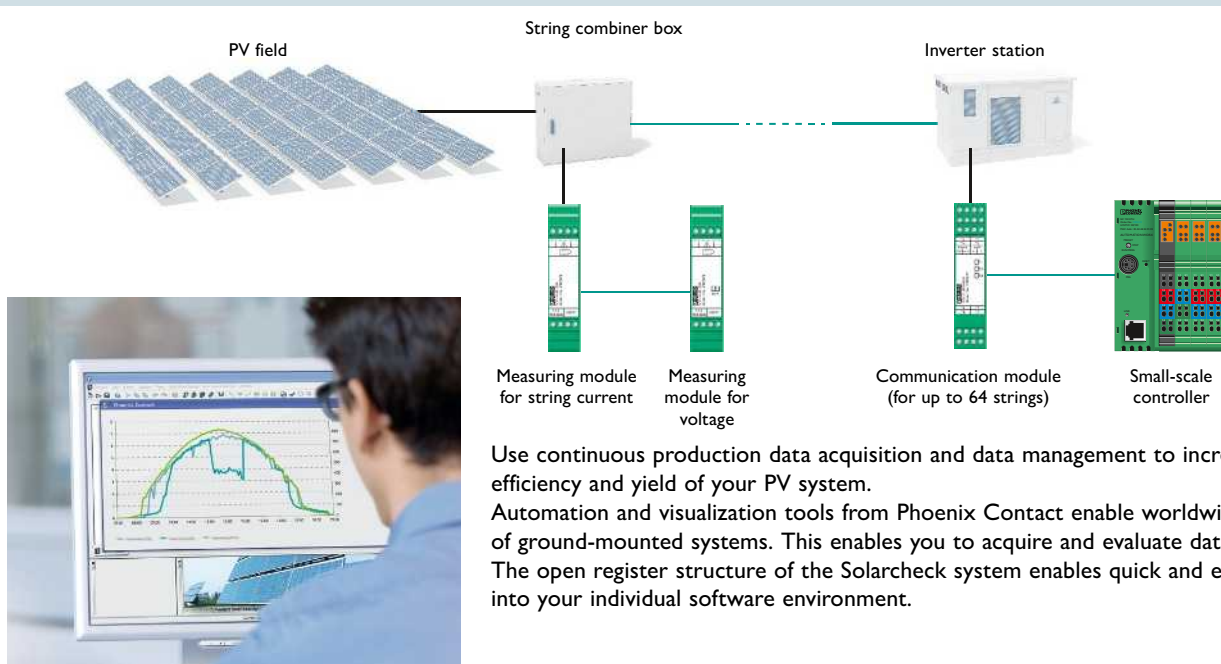 String combiner box
PV field
Inverter station
Measuring module
for string current
Measuring
module for
voltage
Communication module
(for up to 64 strings)
Small-scale
controller
Phoenix Contact
Use continuous production data acquisition and data management to incre
efficiency and yield of your PV system.
Automation and visualization tools from Phoenix Contact enable worldwi
of ground-mounted systems. This enables you to acquire and evaluate dat
The open register structure of the Solarcheck system enables quick and e
into your individual software environment.